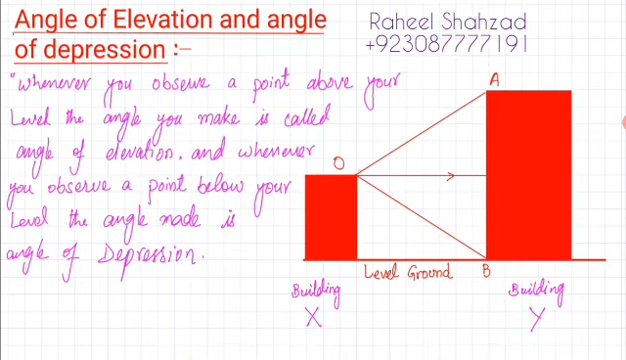 Angle of Elevation and angle
of depression :-
Raheel Shahzad
+923087777191
"Whenever you observe a point above your
Level the angle you make is called
angle of elevation. and whenever
you observe a point below your
Level the angle made is
angle of Depression.
A
O
Level Ground
B
Building
X
Building
Y